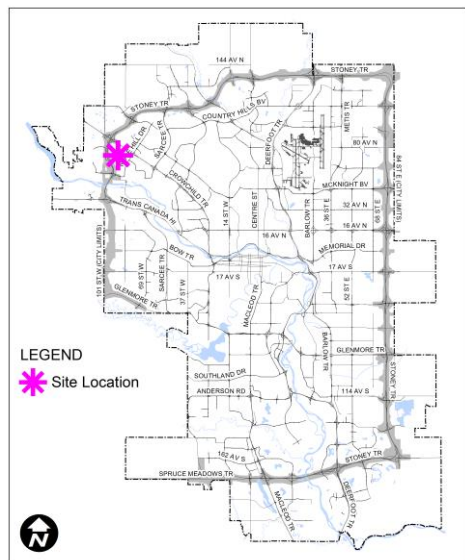 144 AV N
STONEY TR
STONEY TR
COUNTRY HILLS BV
METIS TR
HILL DR
SARCEE TR
DEERFOOT TR
80 AV N
84 ST E (CITY LIMITS)
CROWCHILD TR
MCKNIGHT BV
TRANS CANADA HI
14 ST W
CENTRE ST
BARLOW TR
36 ST E
32 AV N
68 ST E
16 AV N
16 AV N
BOW TR
MEMORIAL DR
17 AV S
17 AV S
101 ST W (CITY LIMITS)
69 ST W
SARCEE TR
37 ST W
MACLEOD TR
52 ST E
GLENMORE TR
LEGEND
Site Location
BARLOW TR
GLENMORE TR
SOUTHLAND DR
ANDERSON RD
114 AV S
STONEY TR
162 AV S
STONEY TR
SPRUCE MEADOWS TR
MACLEOD TR
DEERFOOT TR
N